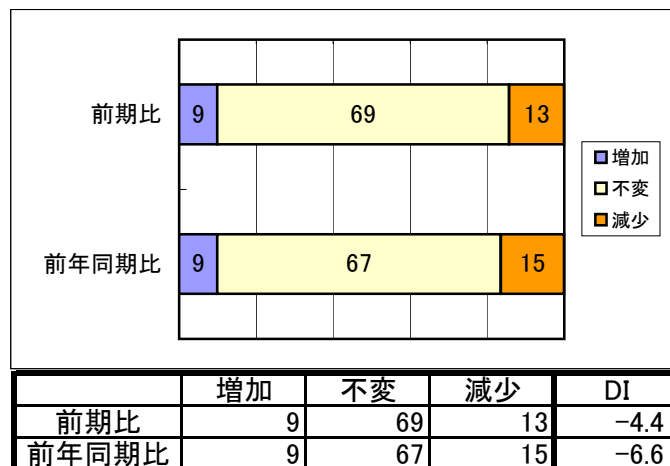 前期比 9 69 13
増加
不変
減少
前年同期比 9 67 15
増加 不変 減少 DI
前期比 9 69 13 -4.4
前年同期比 9 67 15 -6.6